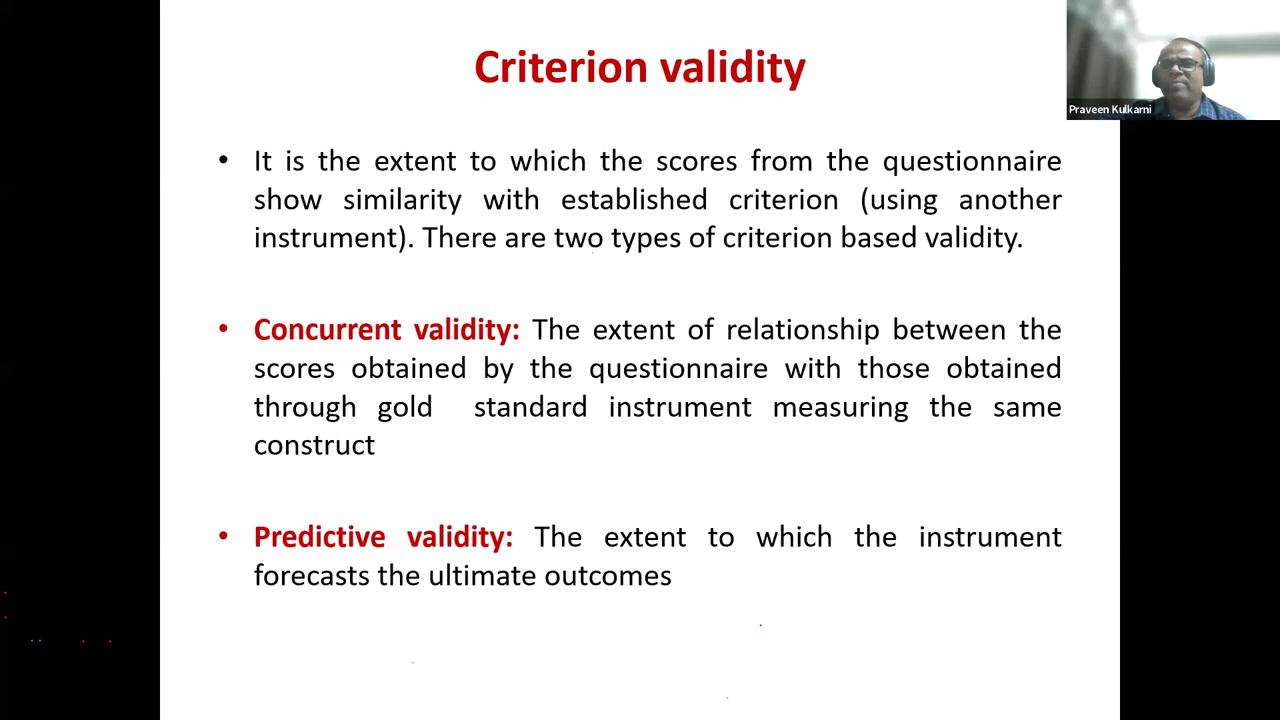 Criterion validity
Praveen Kulkarni
• It is the extent to which the scores from the questionnaire
show similarity with established criterion (using another
instrument). There are two types of criterion based validity.
• Concurrent validity: The extent of relationship between the
scores obtained by the questionnaire with those obtained
through gold standard instrument measuring the same
construct
• Predictive validity: The extent to which the instrument
forecasts the ultimate outcomes